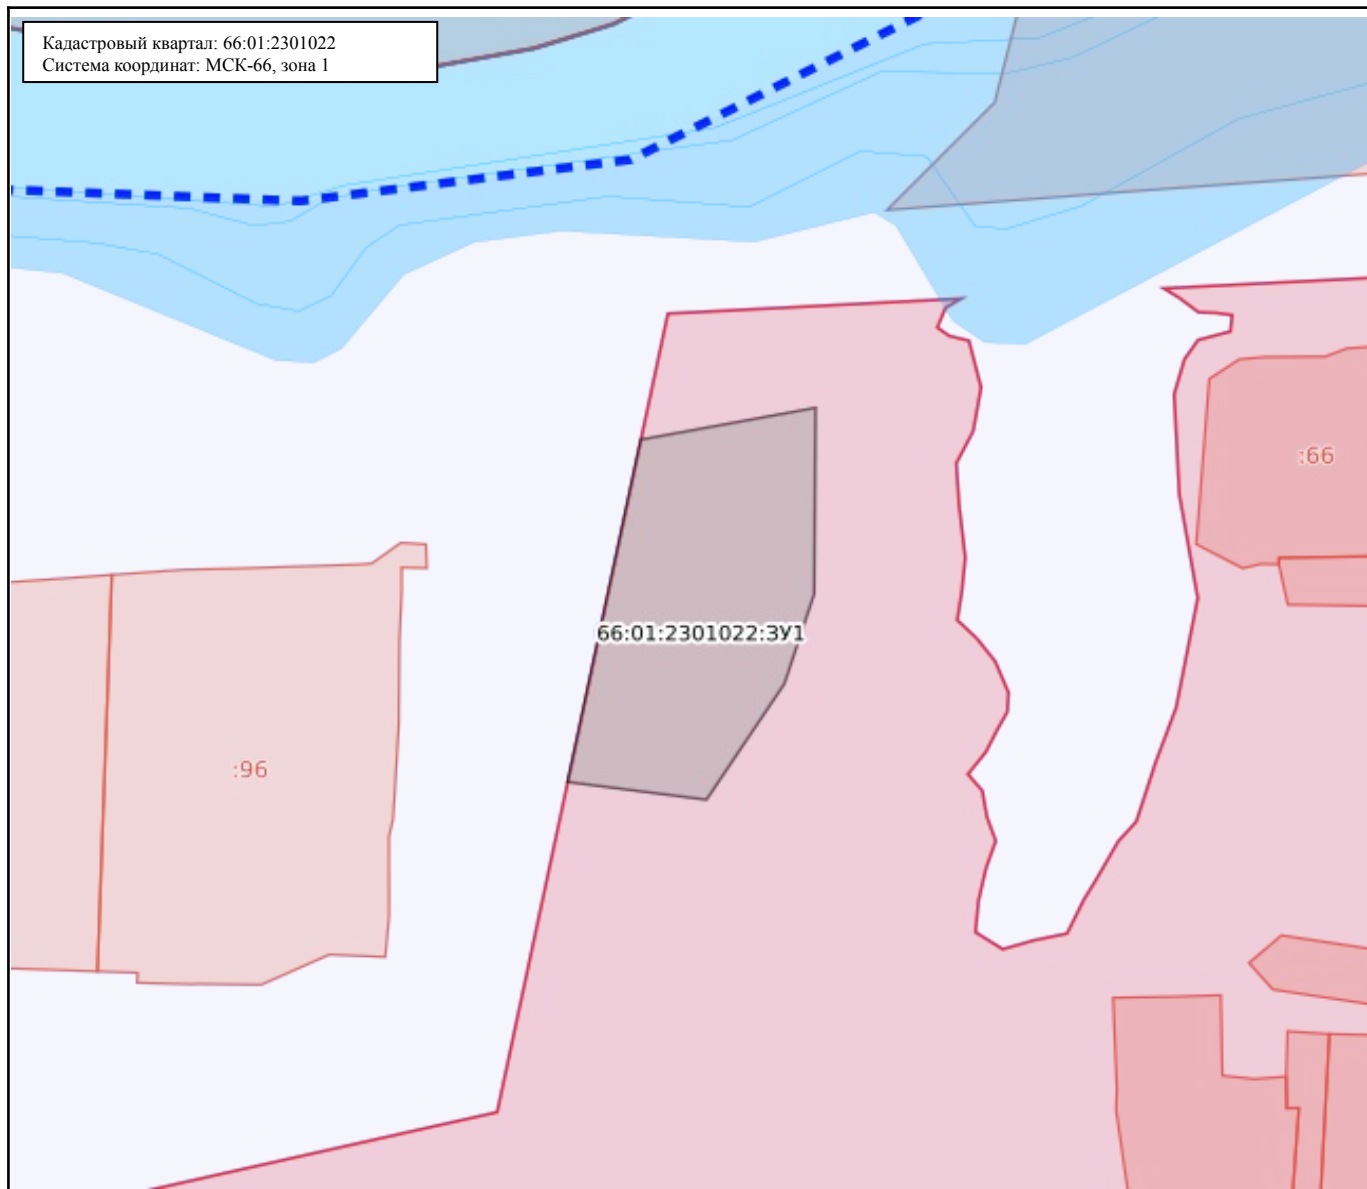 Кадастровый квартал: 66:01:2301022
Система координат: МСК-66, зона 1
:66
66:01:2301022:ЗУ1
:96